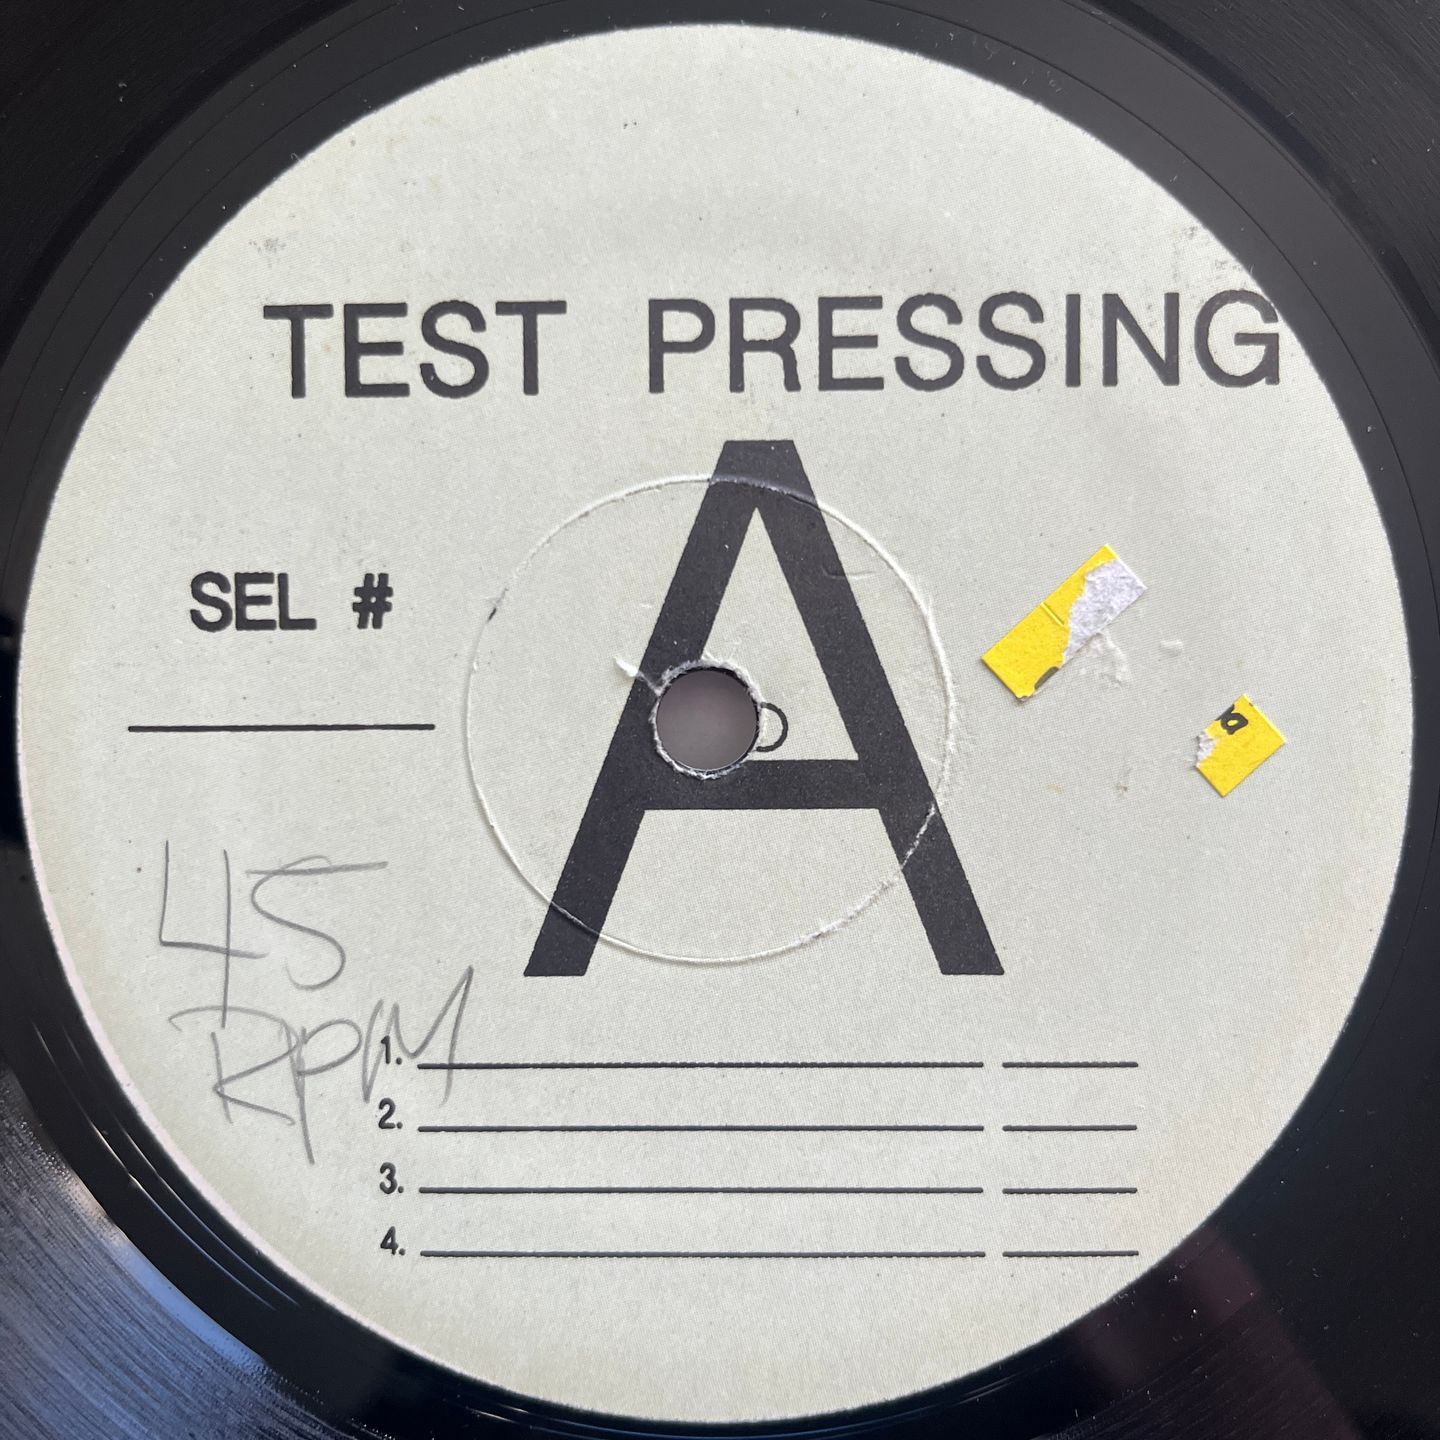 TEST PRESSING
A
SEL #
45
RPM
1.
2.
3.
4.